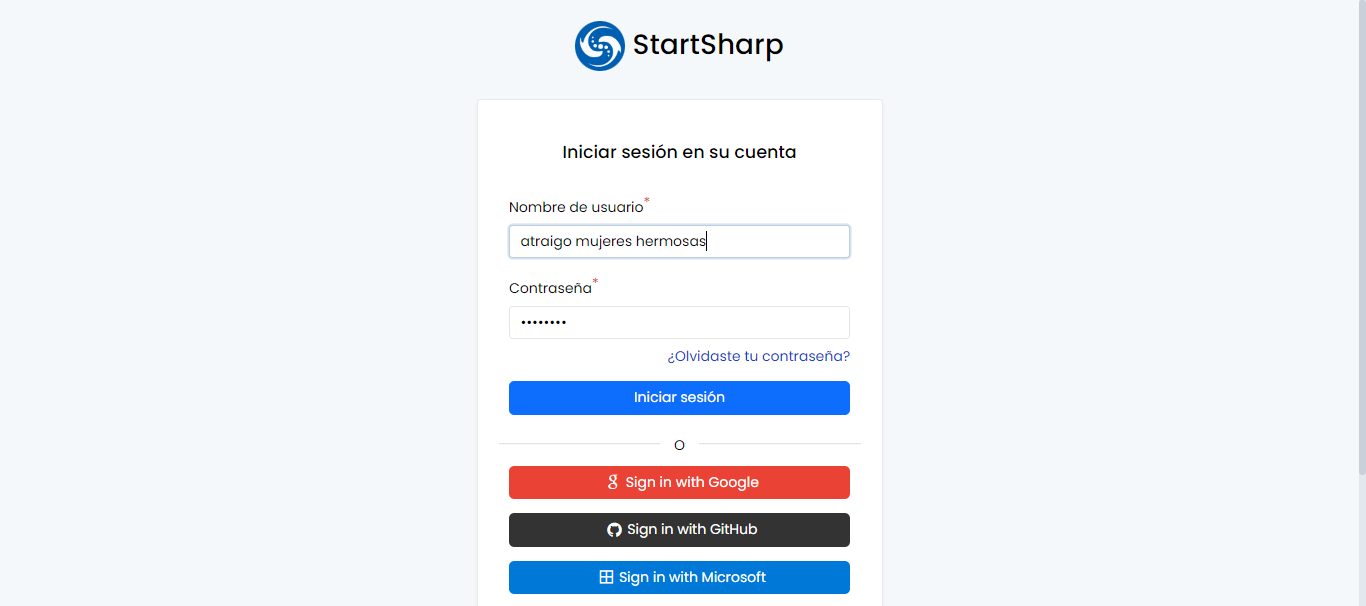 StartSharp
Iniciar sesión en su cuenta
Nombre de usuario*
atraigo mujeres hermosas
Contraseña*
••••••••
¿Olvidaste tu contraseña?
Iniciar sesión
O
Sign in with Google
Sign in with GitHub
Sign in with Microsoft